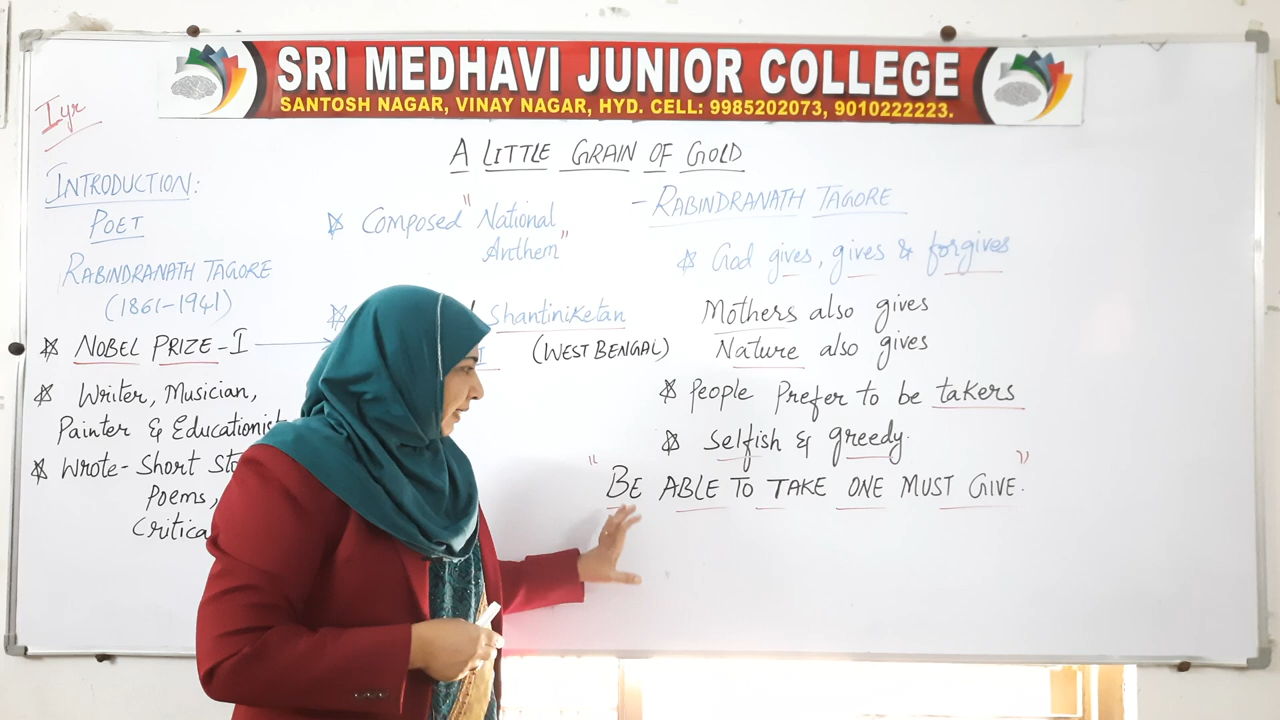 SRI MEDHAVI JUNIOR COLLEGE
SANTOSH NAGAR, VINAY NAGAR, HYD. CELL: 9985202073, 9010222223.
I yr
A LITTLE GRAIN OF GOLD
- RABINDRANATH TAGORE
INTRODUCTION:
POET
RABINDRANATH TAGORE
(1861-1941)
NOBEL PRIZE-I
Writer, Musician,
Painter & Educationist
Wrote- Short
Poems,
Composed "National
Anthem"
Shantiniketan
(WEST BENGAL)
God gives, gives & forgives
Mothers also gives
Nature also gives
People Prefer to be takers
Selfish & greedy.
"BE ABLE TO TAKE ONE MUST GIVE."